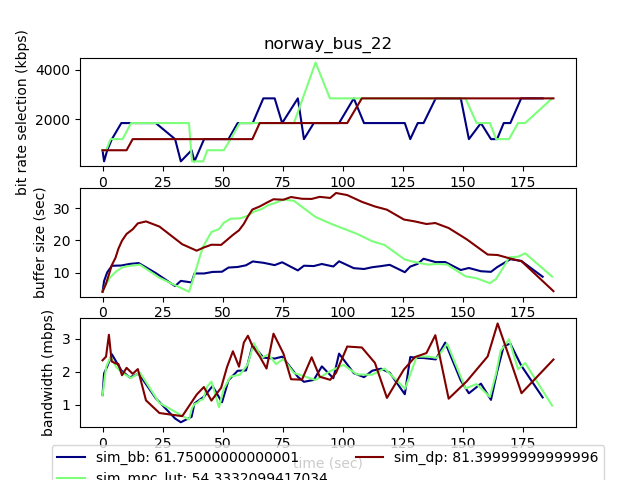 norway_bus_22
bit rate selection (kbps)
4000
2000
0 25 50 75 100 125 150 175
buffer size (sec)
30
20
10
0 25 50 75 100 125 150 175
bandwidth (mbps)
3
2
1
0 25 50 75 100 125 150 175
time (sec)
sim_bb: 61.75000000000001
sim_dp: 81.39999999999996
sim_mpc_lut: 54.3332099417034